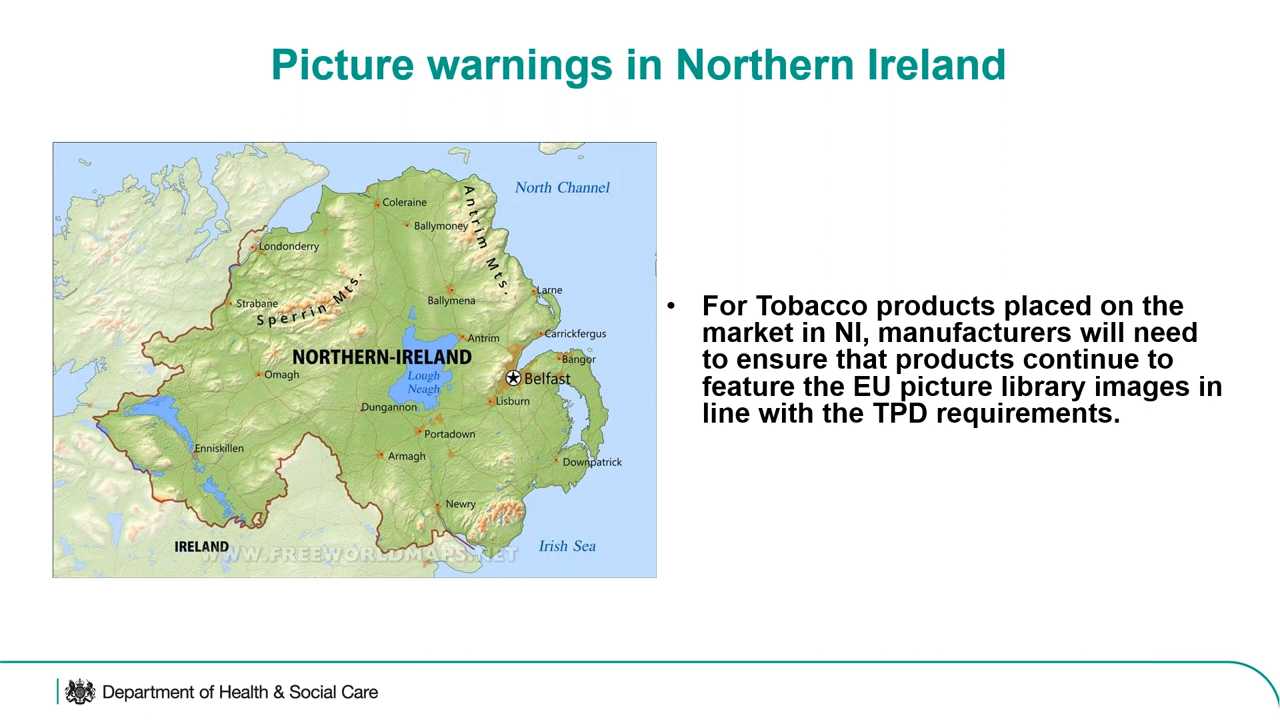 Picture warnings in Northern Ireland
North Channel
Coleraine
Antrim Mts.
Ballymoney
Londonderry
Strabane
Sperrin Mts.
Ballymena
Larne
Carrickfergus
Antrim
NORTHERN-IRELAND
Bangor
Omagh
Lough
Neagh
Belfast
Dungannon
Lisburn
Portadown
Enniskillen
Armagh
Downpatrick
Newry
IRELAND
WWW.FREEWORLDMAPS.NET
Irish Sea
• For Tobacco products placed on the
market in NI, manufacturers will need
to ensure that products continue to
feature the EU picture library images in
line with the TPD requirements.
Department of Health & Social Care